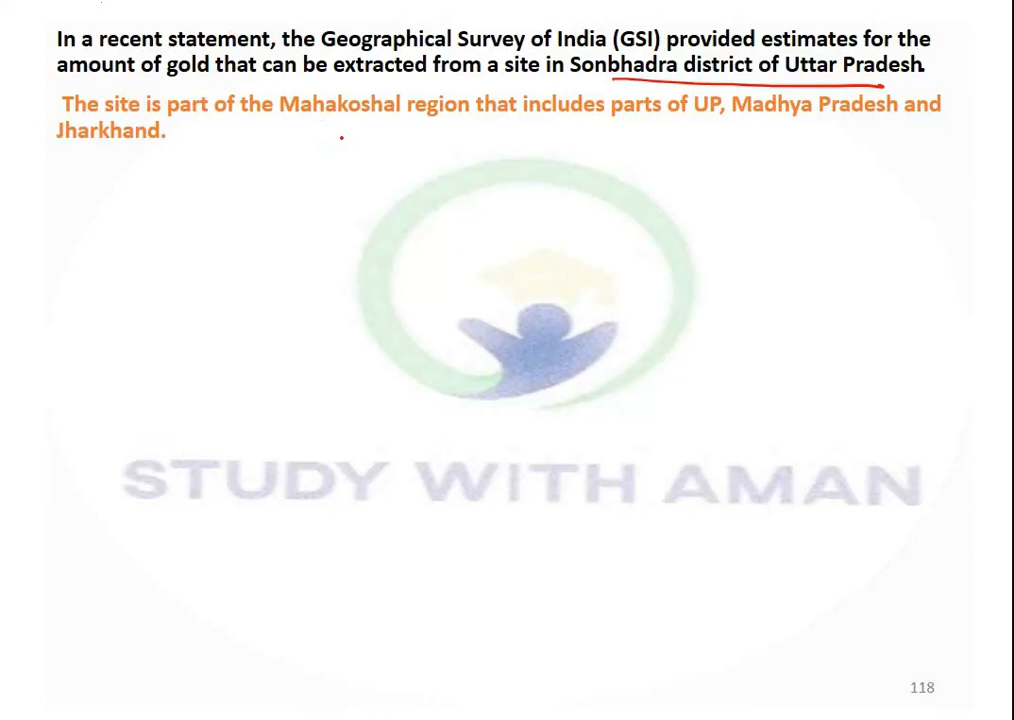 In a recent statement, the Geographical Survey of India (GSI) provided estimates for the
amount of gold that can be extracted from a site in Sonbhadra district of Uttar Pradesh.
The site is part of the Mahakoshal region that includes parts of UP, Madhya Pradesh and
Jharkhand.
STUDY WITH AMAN
118